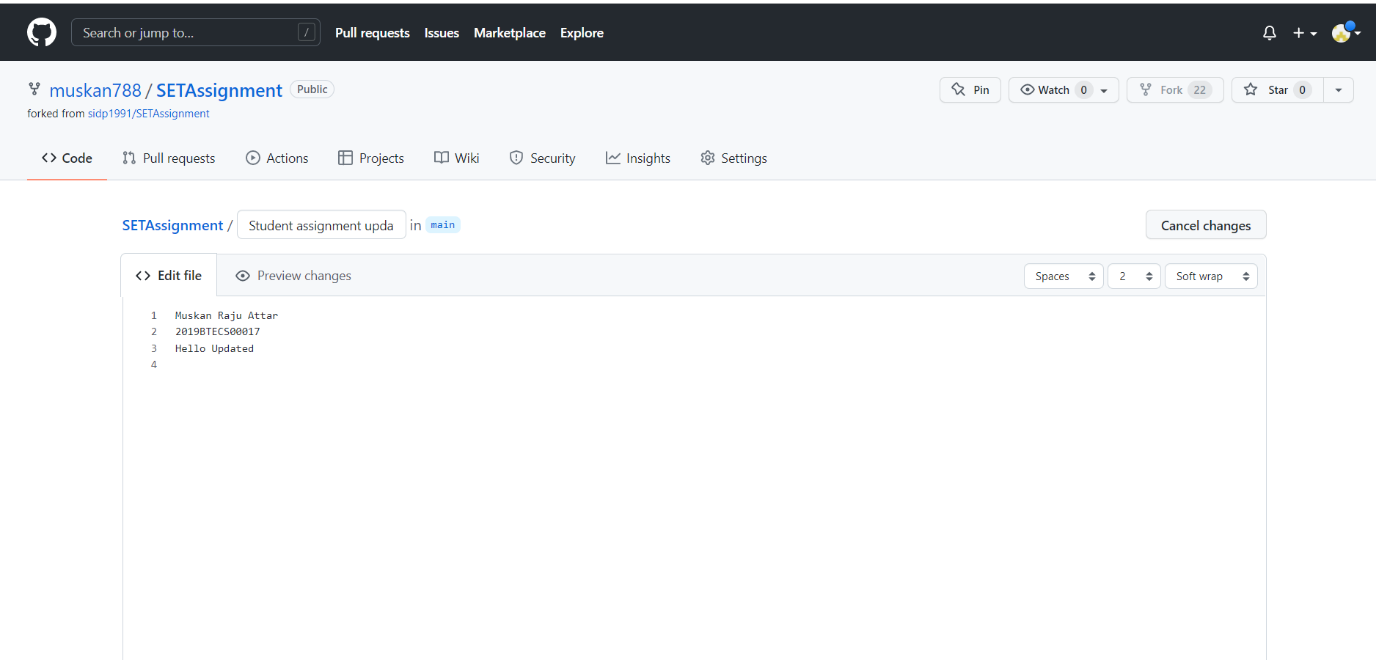 Search or jump to... / Pull requests Issues Marketplace Explore
muskan788 / SETAssignment Public Pin Watch 0 Fork 22 Star 0
forked from sidp1991/SETAssignment
Code Pull requests Actions Projects Wiki Security Insights Settings
SETAssignment / Student assignment upda in main Cancel changes
Edit file Preview changes Spaces 2 Soft wrap
1 Muskan Raju Attar
2 2019BTECS00017
3 Hello Updated
4